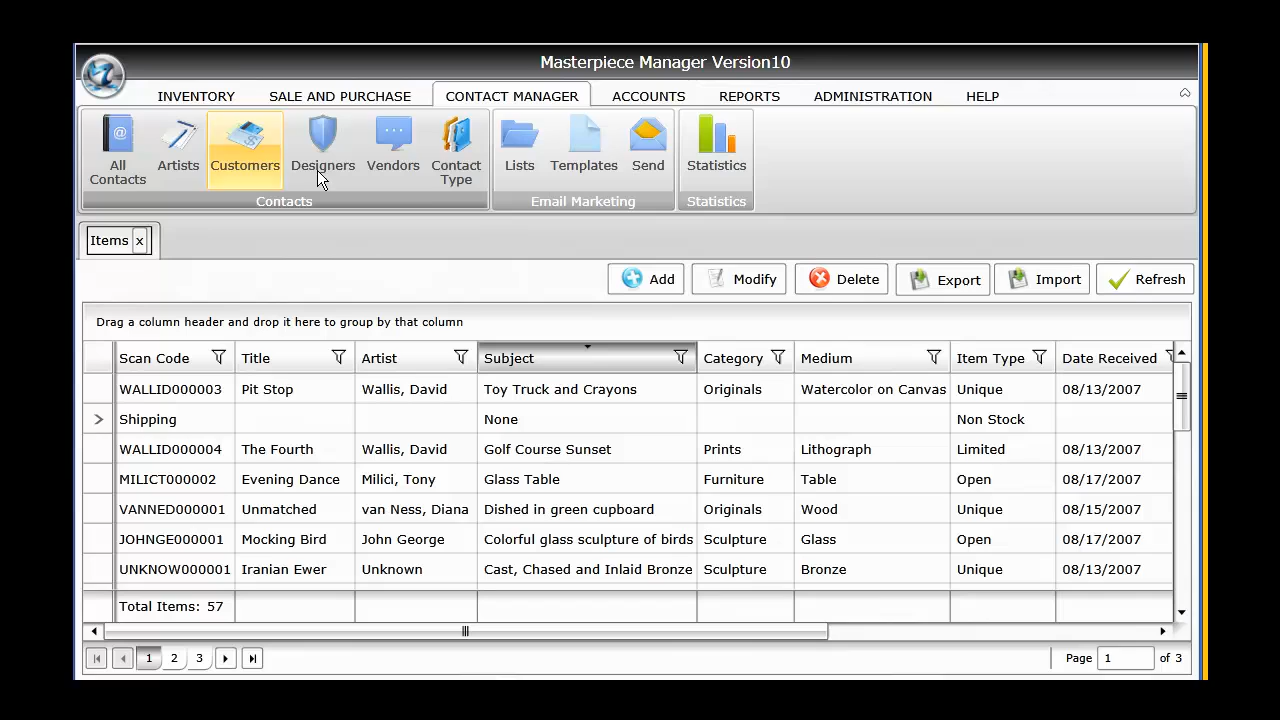 Masterpiece Manager Version10
INVENTORY SALE AND PURCHASE CONTACT MANAGER ACCOUNTS REPORTS ADMINISTRATION HELP
All Contacts Artists Customers Designers Vendors Contact Type Lists Templates Send Statistics
Contacts Email Marketing Statistics
Items x
Add Modify Delete Export Import Refresh
Drag a column header and drop it here to group by that column
Scan Code Title Artist Subject Category Medium Item Type Date Received
WALLID000003 Pit Stop Wallis, David Toy Truck and Crayons Originals Watercolor on Canvas Unique 08/13/2007
Shipping None Non Stock
WALLID000004 The Fourth Wallis, David Golf Course Sunset Prints Lithograph Limited 08/13/2007
MILICT000002 Evening Dance Milici, Tony Glass Table Furniture Table Open 08/17/2007
VANNED000001 Unmatched van Ness, Diana Dished in green cupboard Originals Wood Unique 08/15/2007
JOHNGE000001 Mocking Bird John George Colorful glass sculpture of birds Sculpture Glass Open 08/17/2007
UNKNOW000001 Iranian Ewer Unknown Cast, Chased and Inlaid Bronze Sculpture Bronze Unique 08/13/2007
Total Items: 57
1 2 3 Page 1 of 3